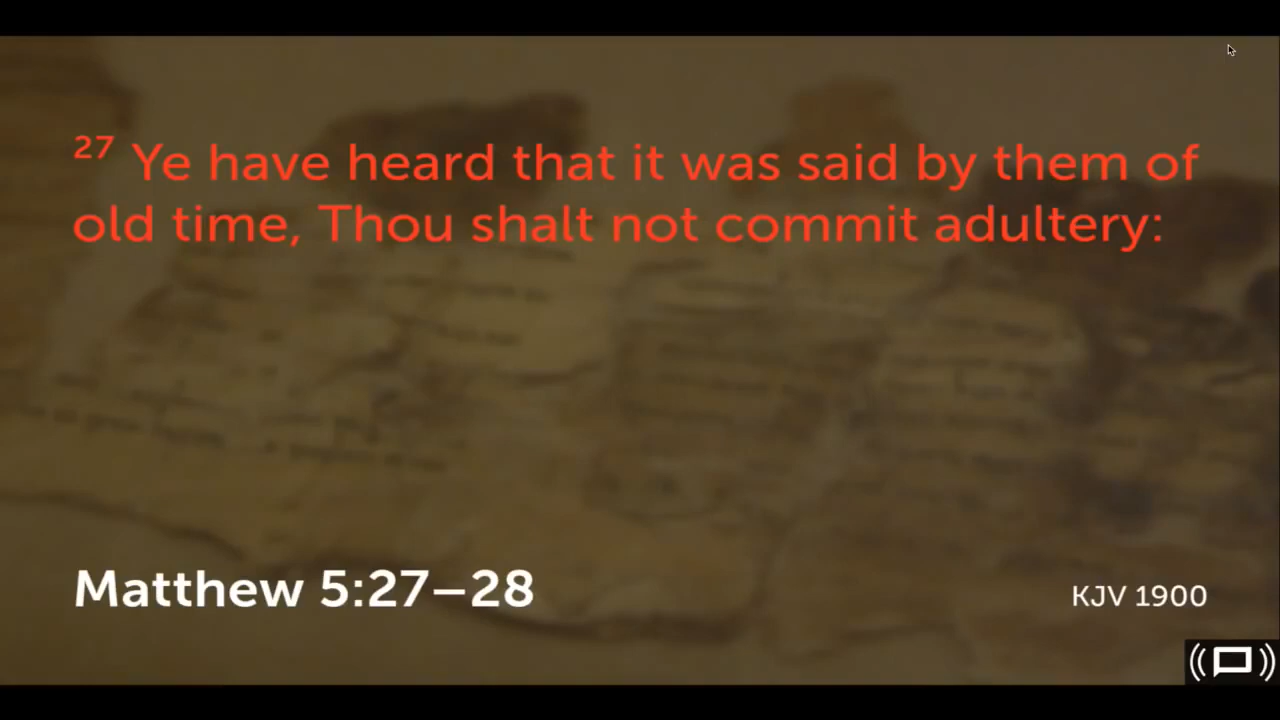 27 Ye have heard that it was said by them of
old time, Thou shalt not commit adultery:
Matthew 5:27–28
KJV 1900